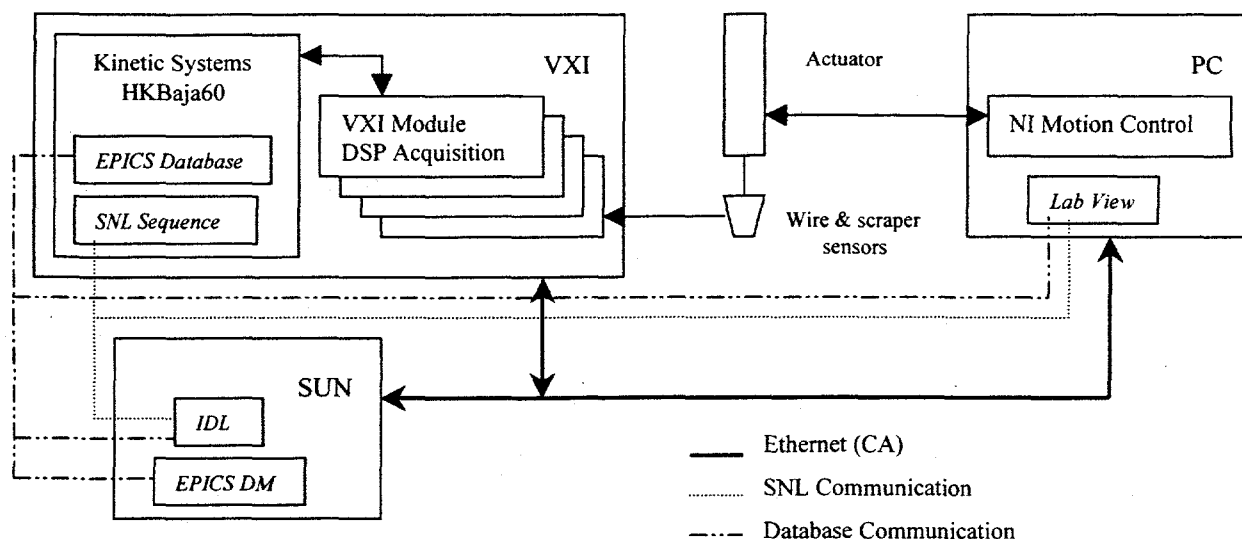 Kinetic Systems
HKBaja60
VXI
VXI Module
DSP Acquisition
EPICS Database
SNL Sequence
Actuator
Wire & scraper
sensors
PC
NI Motion Control
Lab View
SUN
IDL
EPICS DM
Ethernet (CA)
SNL Communication
Database Communication